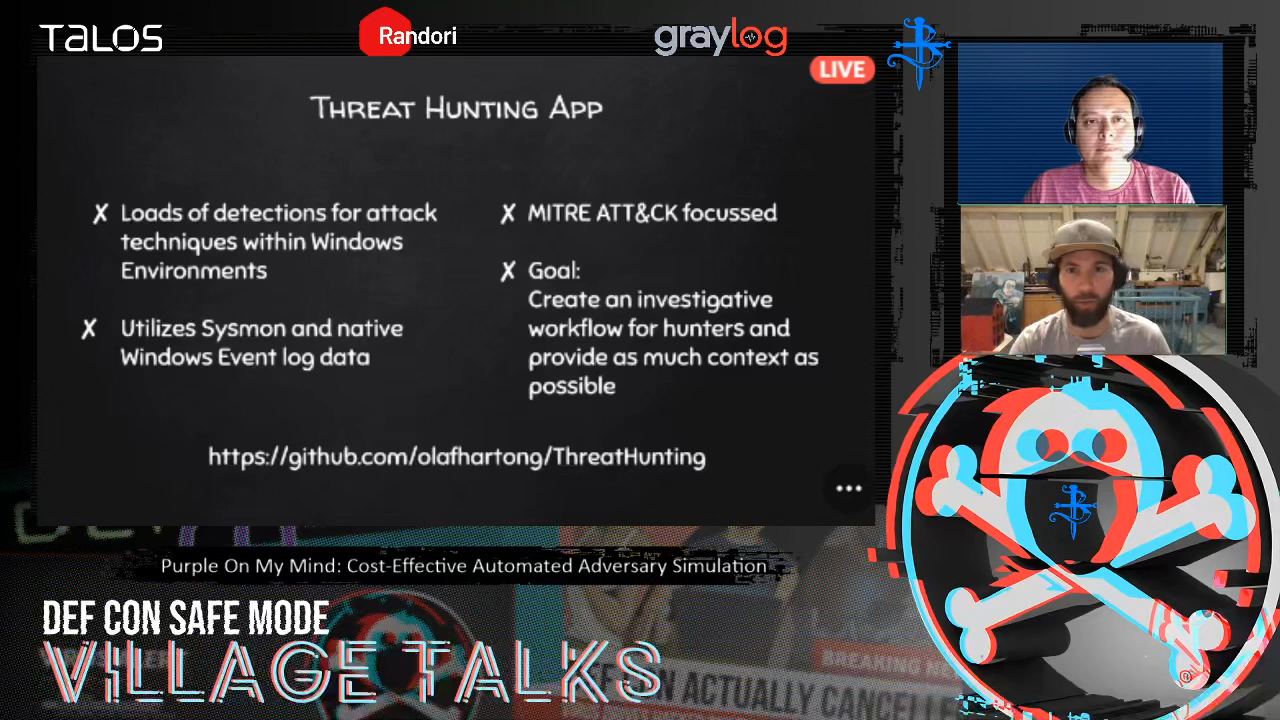 TALOS
Randori
graylog
LIVE
THREAT HUNTING APP
✗ Loads of detections for attack
techniques within Windows
Environments
✗ Utilizes Sysmon and native
Windows Event log data
✗ MITRE ATT&CK focussed
✗ Goal:
Create an investigative
workflow for hunters and
provide as much context as
possible
https://github.com/olafhartong/ThreatHunting
Purple On My Mind: Cost-Effective Automated Adversary Simulation
DEF CON SAFE MODE
VILLAGE TALKS
BREAKING
CON ACTUALLY